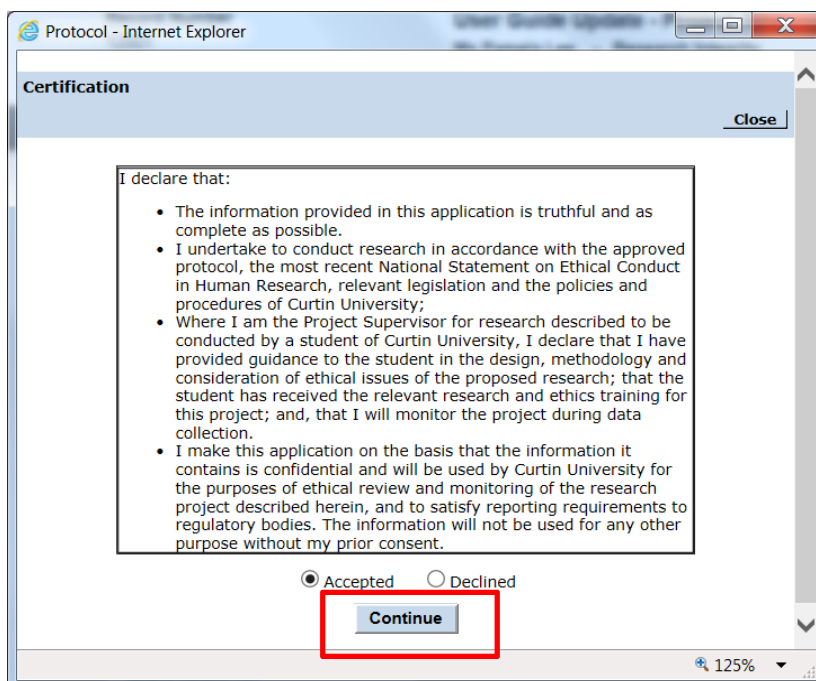 Record Number
User Guide Update - P
Protocol - Internet Explorer
Certification
Close
I declare that:
• The information provided in this application is truthful and as
complete as possible.
• I undertake to conduct research in accordance with the approved
protocol, the most recent National Statement on Ethical Conduct
in Human Research, relevant legislation and the policies and
procedures of Curtin University;
• Where I am the Project Supervisor for research described to be
conducted by a student of Curtin University, I declare that I have
provided guidance to the student in the design, methodology and
consideration of ethical issues of the proposed research; that the
student has received the relevant research and ethics training for
this project; and, that I will monitor the project during data
collection.
• I make this application on the basis that the information it
contains is confidential and will be used by Curtin University for
the purposes of ethical review and monitoring of the research
project described herein, and to satisfy reporting requirements to
regulatory bodies. The information will not be used for any other
purpose without my prior consent.
Accepted Declined
Continue
125%